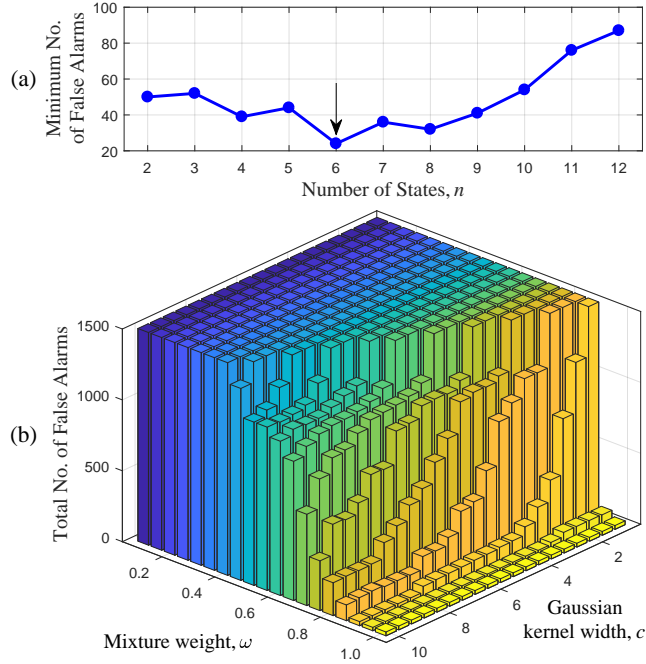 (a)
Minimum No.
of False Alarms
100
80
60
40
20
2 3 4 5 6 7 8 9 10 11 12
Number of States, n
(b)
Total No. of False Alarms
1500
1000
500
0
0.2 0.4 0.6 0.8 1.0
Mixture weight, ω
10 8 6 4 2
Gaussian
kernel width, c